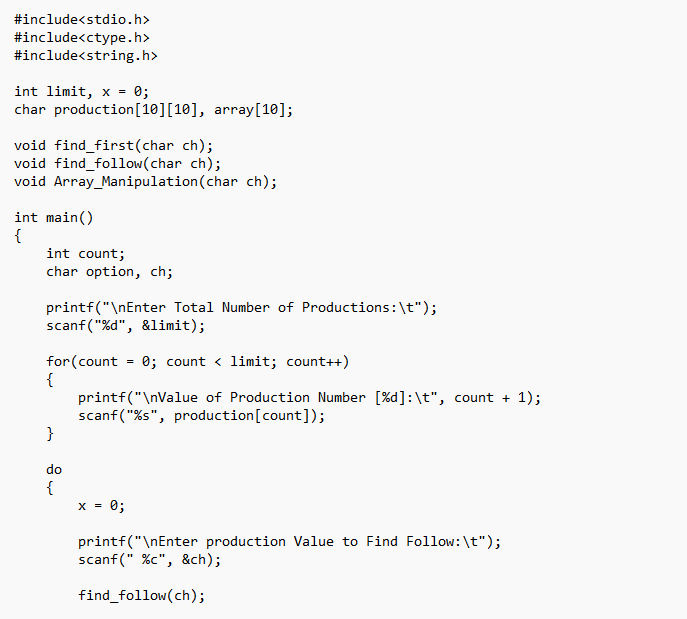 #include<stdio.h>
#include<ctype.h>
#include<string.h>

int limit, x = 0;
char production[10][10], array[10];

void find_first(char ch);
void find_follow(char ch);
void Array_Manipulation(char ch);

int main()
{
    int count;
    char option, ch;

    printf("\nEnter Total Number of Productions:\t");
    scanf("%d", &limit);

    for(count = 0; count < limit; count++)
    {
        printf("\nValue of Production Number [%d]:\t", count + 1);
        scanf("%s", production[count]);
    }

    do
    {
        x = 0;

        printf("\nEnter production Value to Find Follow:\t");
        scanf(" %c", &ch);

        find_follow(ch);